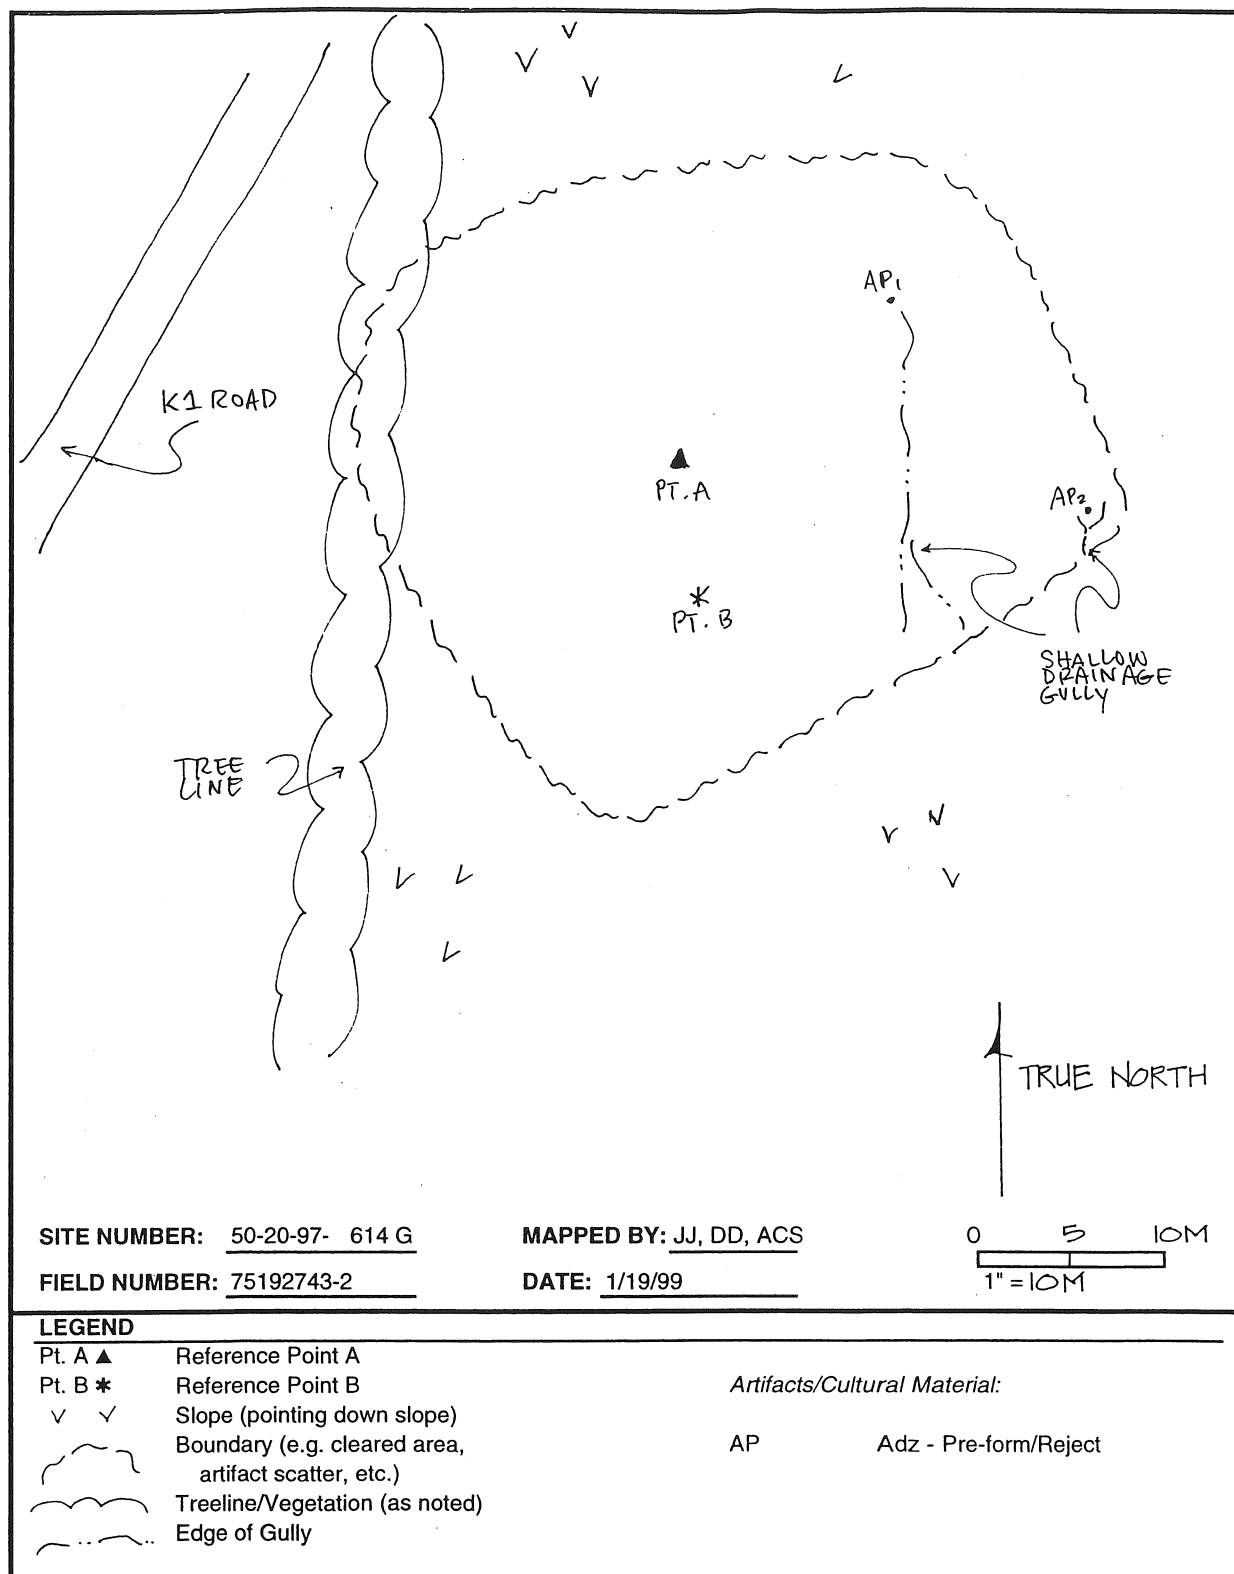 AP1
K1 ROAD
PT. A
AP2
PT. B
SHALLOW
DRAINAGE
GULLY
TREE
LINE
TRUE NORTH
SITE NUMBER: 50-20-97- 614 G
MAPPED BY: JJ, DD, ACS
0 5 10M
FIELD NUMBER: 75192743-2
DATE: 1/19/99
1" = 10M
LEGEND
Pt. A ▲ Reference Point A
Pt. B * Reference Point B
Artifacts/Cultural Material:
Slope (pointing down slope)
Boundary (e.g. cleared area,
artifact scatter, etc.)
AP Adz - Pre-form/Reject
Treeline/Vegetation (as noted)
Edge of Gully